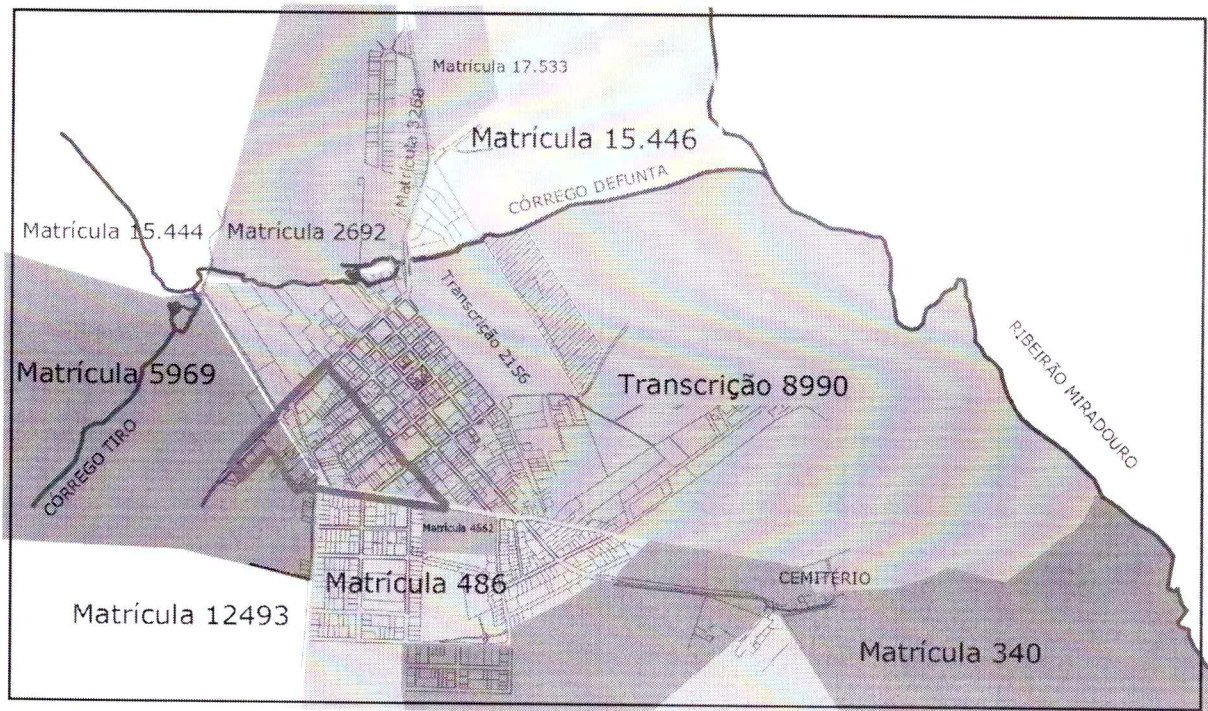 Matrícula 17.533
Matrícula 3268
Matrícula 15.446
CÓRREGO DEFUNTA
Matrícula 15.444
Matrícula 2692
Transcrição 2156
Matrícula 5969
Transcrição 8990
RIBEIRÃO MIRADOURO
CÓRREGO TIRO
Matrícula 4562
Matrícula 486
CEMITÉRIO
Matrícula 12493
Matrícula 340